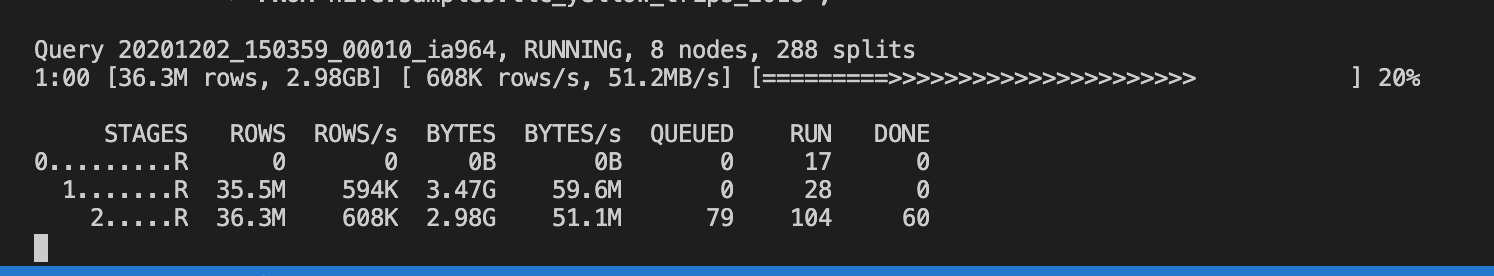 Query 20201202_150359_00010_ia964, RUNNING, 8 nodes, 288 splits
1:00 [36.3M rows, 2.98GB] [ 608K rows/s, 51.2MB/s] [=========>>>>>>>>>>>>>>>>>>>>>>           ] 20%
STAGES ROWS ROWS/s BYTES BYTES/s QUEUED RUN DONE
0.........R 0 0 0B 0B 0 17 0
1.......R 35.5M 594K 3.47G 59.6M 0 28 0
2.....R 36.3M 608K 2.98G 51.1M 79 104 60